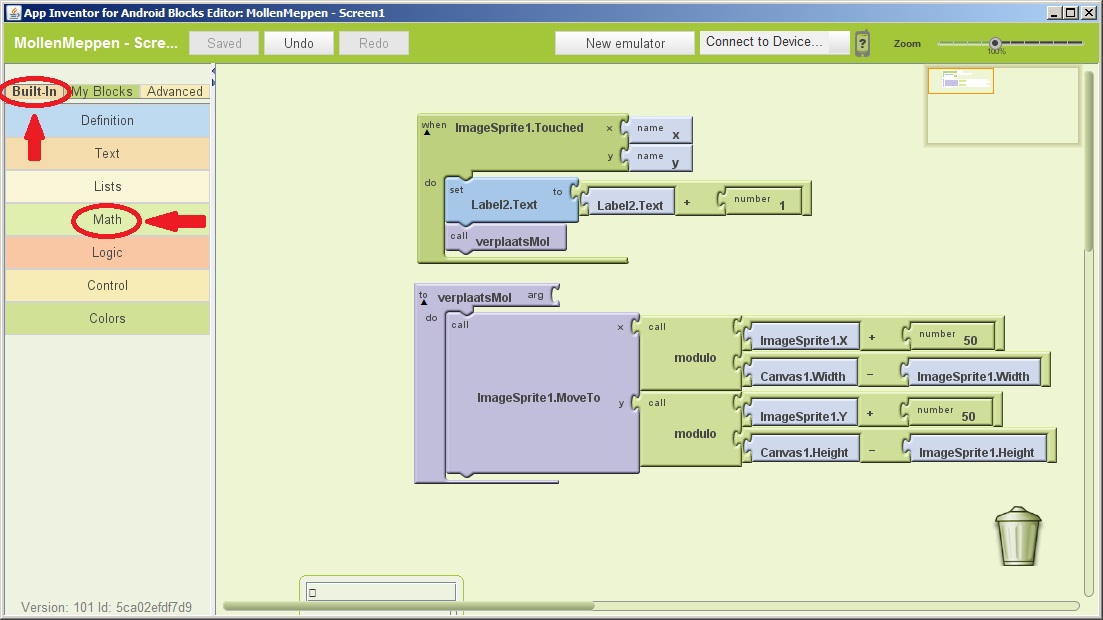 App Inventor for Android Blocks Editor: MollenMeppen - Screen1
MollenMeppen - Scre... Saved Undo Redo New emulator Connect to Device... ? Zoom
100%
Built-In My Blocks Advanced
Definition
Text
Lists
Math
Logic
Control
Colors
when ImageSprite1.Touched x name x
y name y
do set Label2.Text to Label2.Text + number 1
call verplaatsMol
to verplaatsMol arg
do call ImageSprite1.MoveTo x call modulo ImageSprite1.X + number 50
Canvas1.Width - ImageSprite1.Width
y call modulo ImageSprite1.Y + number 50
Canvas1.Height - ImageSprite1.Height
Version: 101 Id: 5ca02efdf7d9